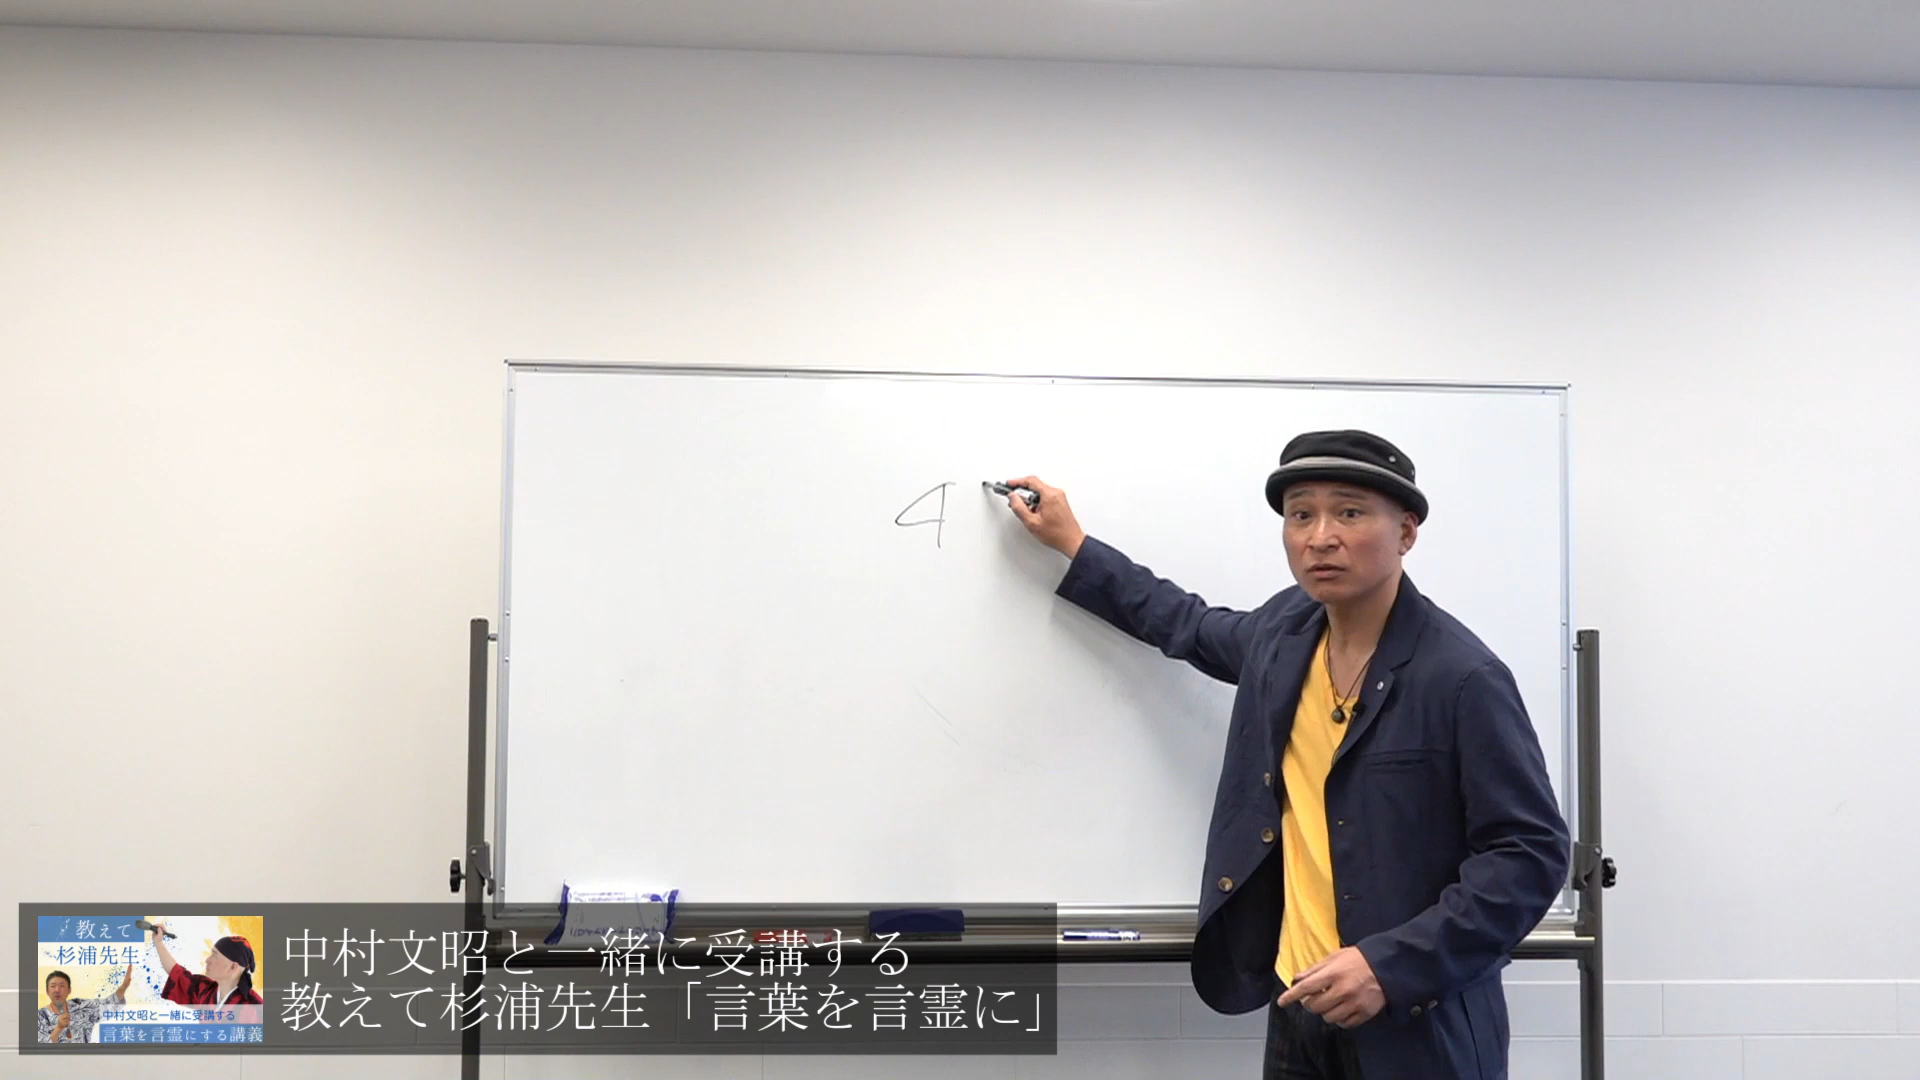 4
教えて
杉浦先生
中村文昭と一緒に受講する
言葉を言霊にする講義
中村文昭と一緒に受講する
教えて杉浦先生「言葉を言霊に」